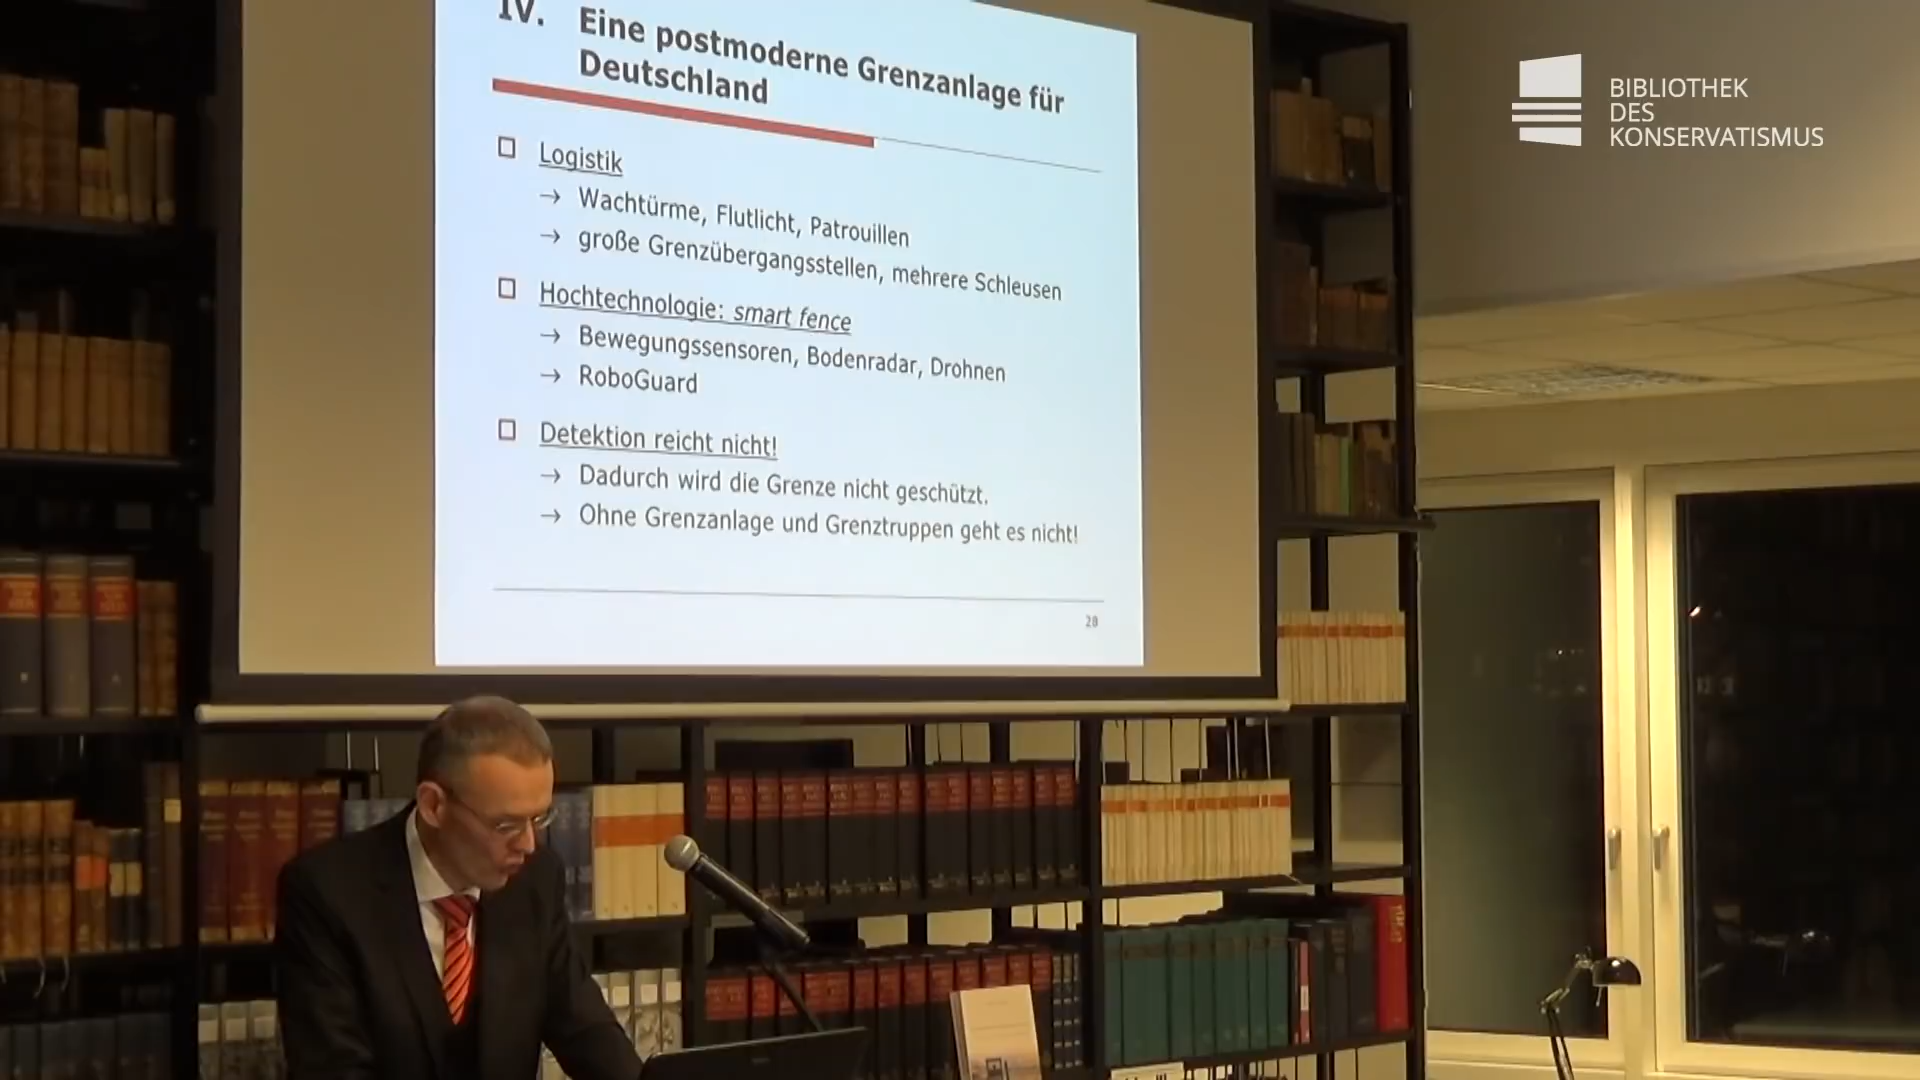 IV. Eine postmoderne Grenzanlage für
Deutschland
Logistik
→ Wachtürme, Flutlicht, Patrouillen
→ große Grenzübergangsstellen, mehrere Schleusen
Hochtechnologie: smart fence
→ Bewegungssensoren, Bodenradar, Drohnen
→ RoboGuard
Detektion reicht nicht!
→ Dadurch wird die Grenze nicht geschützt.
→ Ohne Grenzanlage und Grenztruppen geht es nicht!
28
BIBLIOTHEK
DES
KONSERVATISMUS